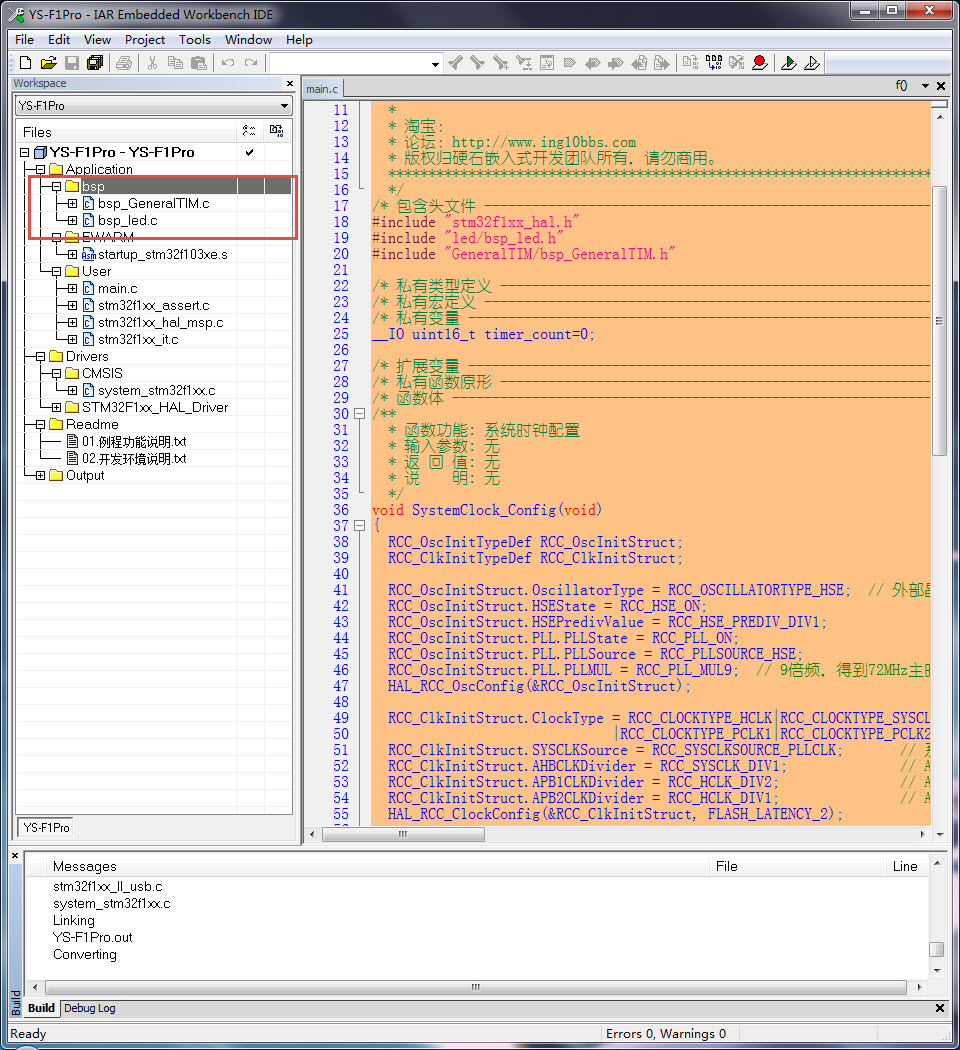 YS-F1Pro - IAR Embedded Workbench IDE
File Edit View Project Tools Window Help
Workspace
YS-F1Pro
Files
YS-F1Pro - YS-F1Pro
Application
bsp
bsp_GeneralTIM.c
bsp_led.c
EWARM
startup_stm32f103xe.s
User
main.c
stm32f1xx_assert.c
stm32f1xx_hal_msp.c
stm32f1xx_it.c
Drivers
CMSIS
system_stm32f1xx.c
STM32F1xx_HAL_Driver
Readme
01.例程功能说明.txt
02.开发环境说明.txt
Output
YS-F1Pro
main.c
f()
11 *
12 * 淘宝:
13 * 论坛: http://www.ing10bbs.com
14 * 版权归硬石嵌入式开发团队所有，请勿商用。
15 **********************************************************************
16 */
17 /* 包含头文件 ----------------------------------------------------------
18 #include "stm32f1xx_hal.h"
19 #include "led/bsp_led.h"
20 #include "GeneralTIM/bsp_GeneralTIM.h"
21
22 /* 私有类型定义 --------------------------------------------------------
23 /* 私有宏定义 ----------------------------------------------------------
24 /* 私有变量 ------------------------------------------------------------
25 __IO uint16_t timer_count=0;
26
27 /* 扩展变量 ------------------------------------------------------------
28 /* 私有函数原形 --------------------------------------------------------
29 /* 函数体 --------------------------------------------------------------
30 /**
31 * 函数功能: 系统时钟配置
32 * 输入参数: 无
33 * 返 回 值: 无
34 * 说 明: 无
35 */
36 void SystemClock_Config(void)
37 {
38 RCC_OscInitTypeDef RCC_OscInitStruct;
39 RCC_ClkInitTypeDef RCC_ClkInitStruct;
40
41 RCC_OscInitStruct.OscillatorType = RCC_OSCILLATORTYPE_HSE; // 外部
42 RCC_OscInitStruct.HSEState = RCC_HSE_ON;
43 RCC_OscInitStruct.HSEPredivValue = RCC_HSE_PREDIV_DIV1;
44 RCC_OscInitStruct.PLL.PLLState = RCC_PLL_ON;
45 RCC_OscInitStruct.PLL.PLLSource = RCC_PLLSOURCE_HSE;
46 RCC_OscInitStruct.PLL.PLLMUL = RCC_PLL_MUL9; // 9倍频，得到72MHz主
47 HAL_RCC_OscConfig(&RCC_OscInitStruct);
48
49 RCC_ClkInitStruct.ClockType = RCC_CLOCKTYPE_HCLK|RCC_CLOCKTYPE_SYSCL
50 |RCC_CLOCKTYPE_PCLK1|RCC_CLOCKTYPE_PCLK2
51 RCC_ClkInitStruct.SYSCLKSource = RCC_SYSCLKSOURCE_PLLCLK; //
52 RCC_ClkInitStruct.AHBCLKDivider = RCC_SYSCLK_DIV1; // A
53 RCC_ClkInitStruct.APB1CLKDivider = RCC_HCLK_DIV2; // A
54 RCC_ClkInitStruct.APB2CLKDivider = RCC_HCLK_DIV1; // A
55 HAL_RCC_ClockConfig(&RCC_ClkInitStruct, FLASH_LATENCY_2);
Messages File Line
stm32f1xx_ll_usb.c
system_stm32f1xx.c
Linking
YS-F1Pro.out
Converting
Build
Build Debug Log
Ready Errors 0, Warnings 0